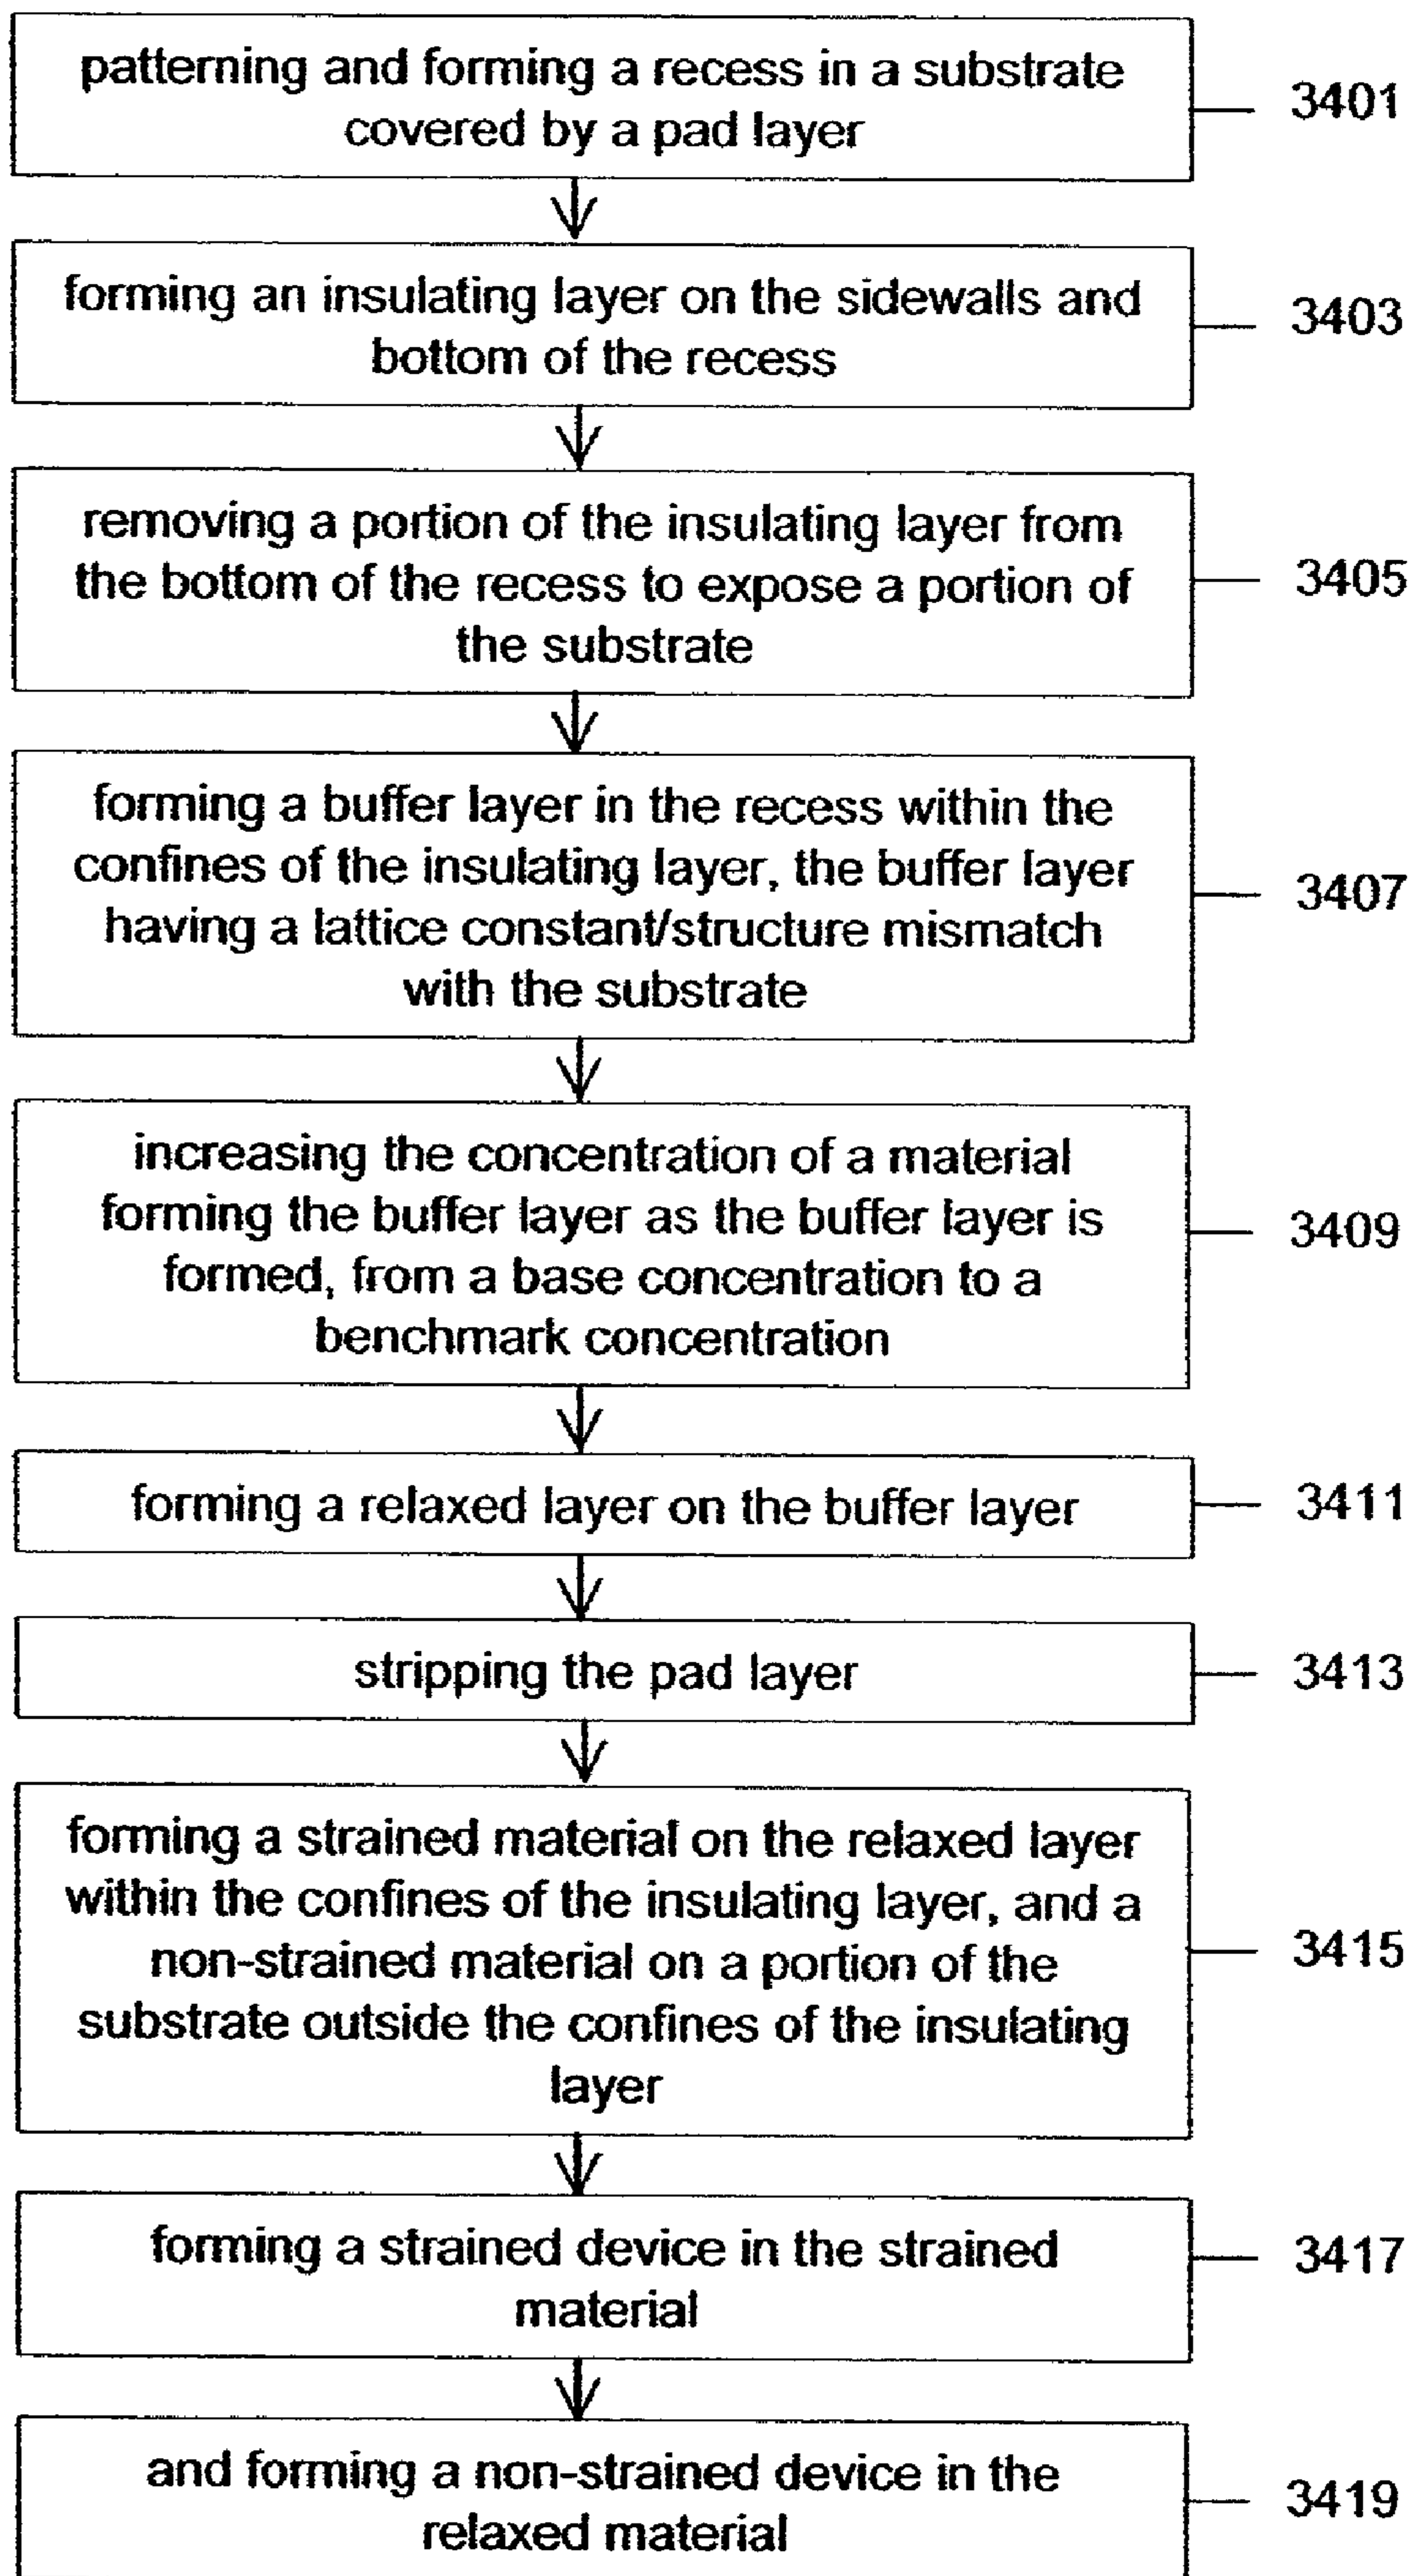 patterning and forming a recess in a substrate
covered by a pad layer
3401
forming an insulating layer on the sidewalls and
bottom of the recess
3403
removing a portion of the insulating layer from
the bottom of the recess to expose a portion of
the substrate
3405
forming a buffer layer in the recess within the
confines of the insulating layer, the buffer layer
having a lattice constant/structure mismatch
with the substrate
3407
increasing the concentration of a material
forming the buffer layer as the buffer layer is
formed, from a base concentration to a
benchmark concentration
3409
forming a relaxed layer on the buffer layer
3411
stripping the pad layer
3413
forming a strained material on the relaxed layer
within the confines of the insulating layer, and a
non-strained material on a portion of the
substrate outside the confines of the insulating
layer
3415
forming a strained device in the strained
material
3417
and forming a non-strained device in the
relaxed material
3419